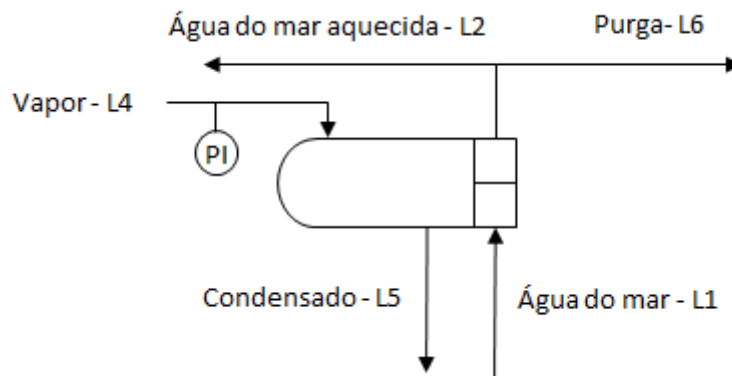 Água do mar aquecida - L2
Purga- L6
Vapor - L4
PI
Condensado - L5
Água do mar - L1